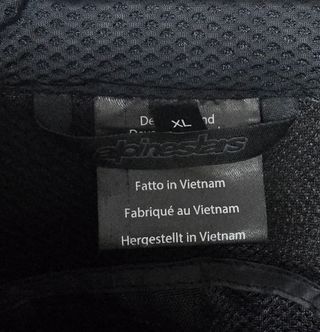 XL
alpinestars
Fatto in Vietnam
Fabriqué au Vietnam
Hergestellt in Vietnam